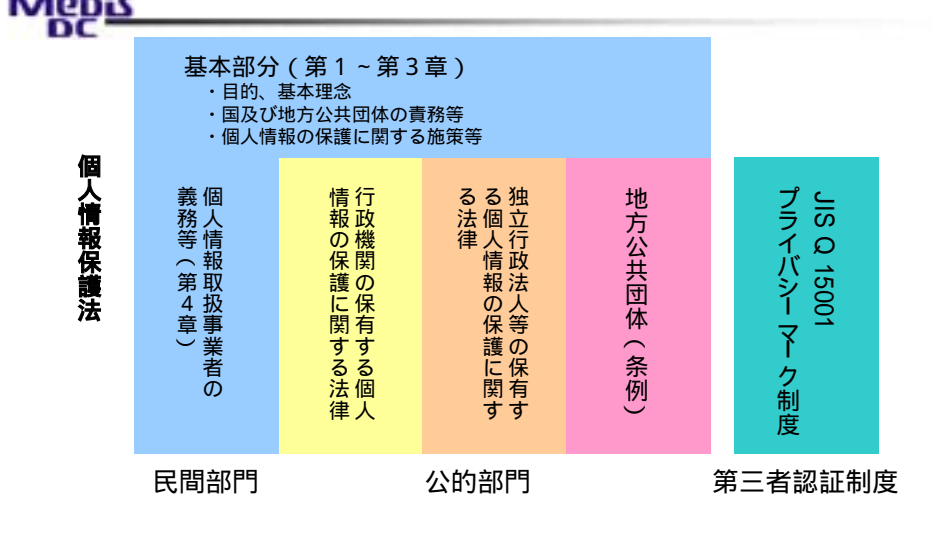 MEDIS
DC
基本部分（第１～第３章）
・目的、基本理念
・国及び地方公共団体の責務等
・個人情報の保護に関する施策等
個人情報保護法
個人情報取扱事業者の
義務等（第４章）
行政機関の保有する個人
情報の保護に関する法律
独立行政法人等の保有す
る個人情報の保護に関す
る法律
地方公共団体（条例）
JIS Q 15001
プライバシーマーク制度
民間部門
公的部門
第三者認証制度